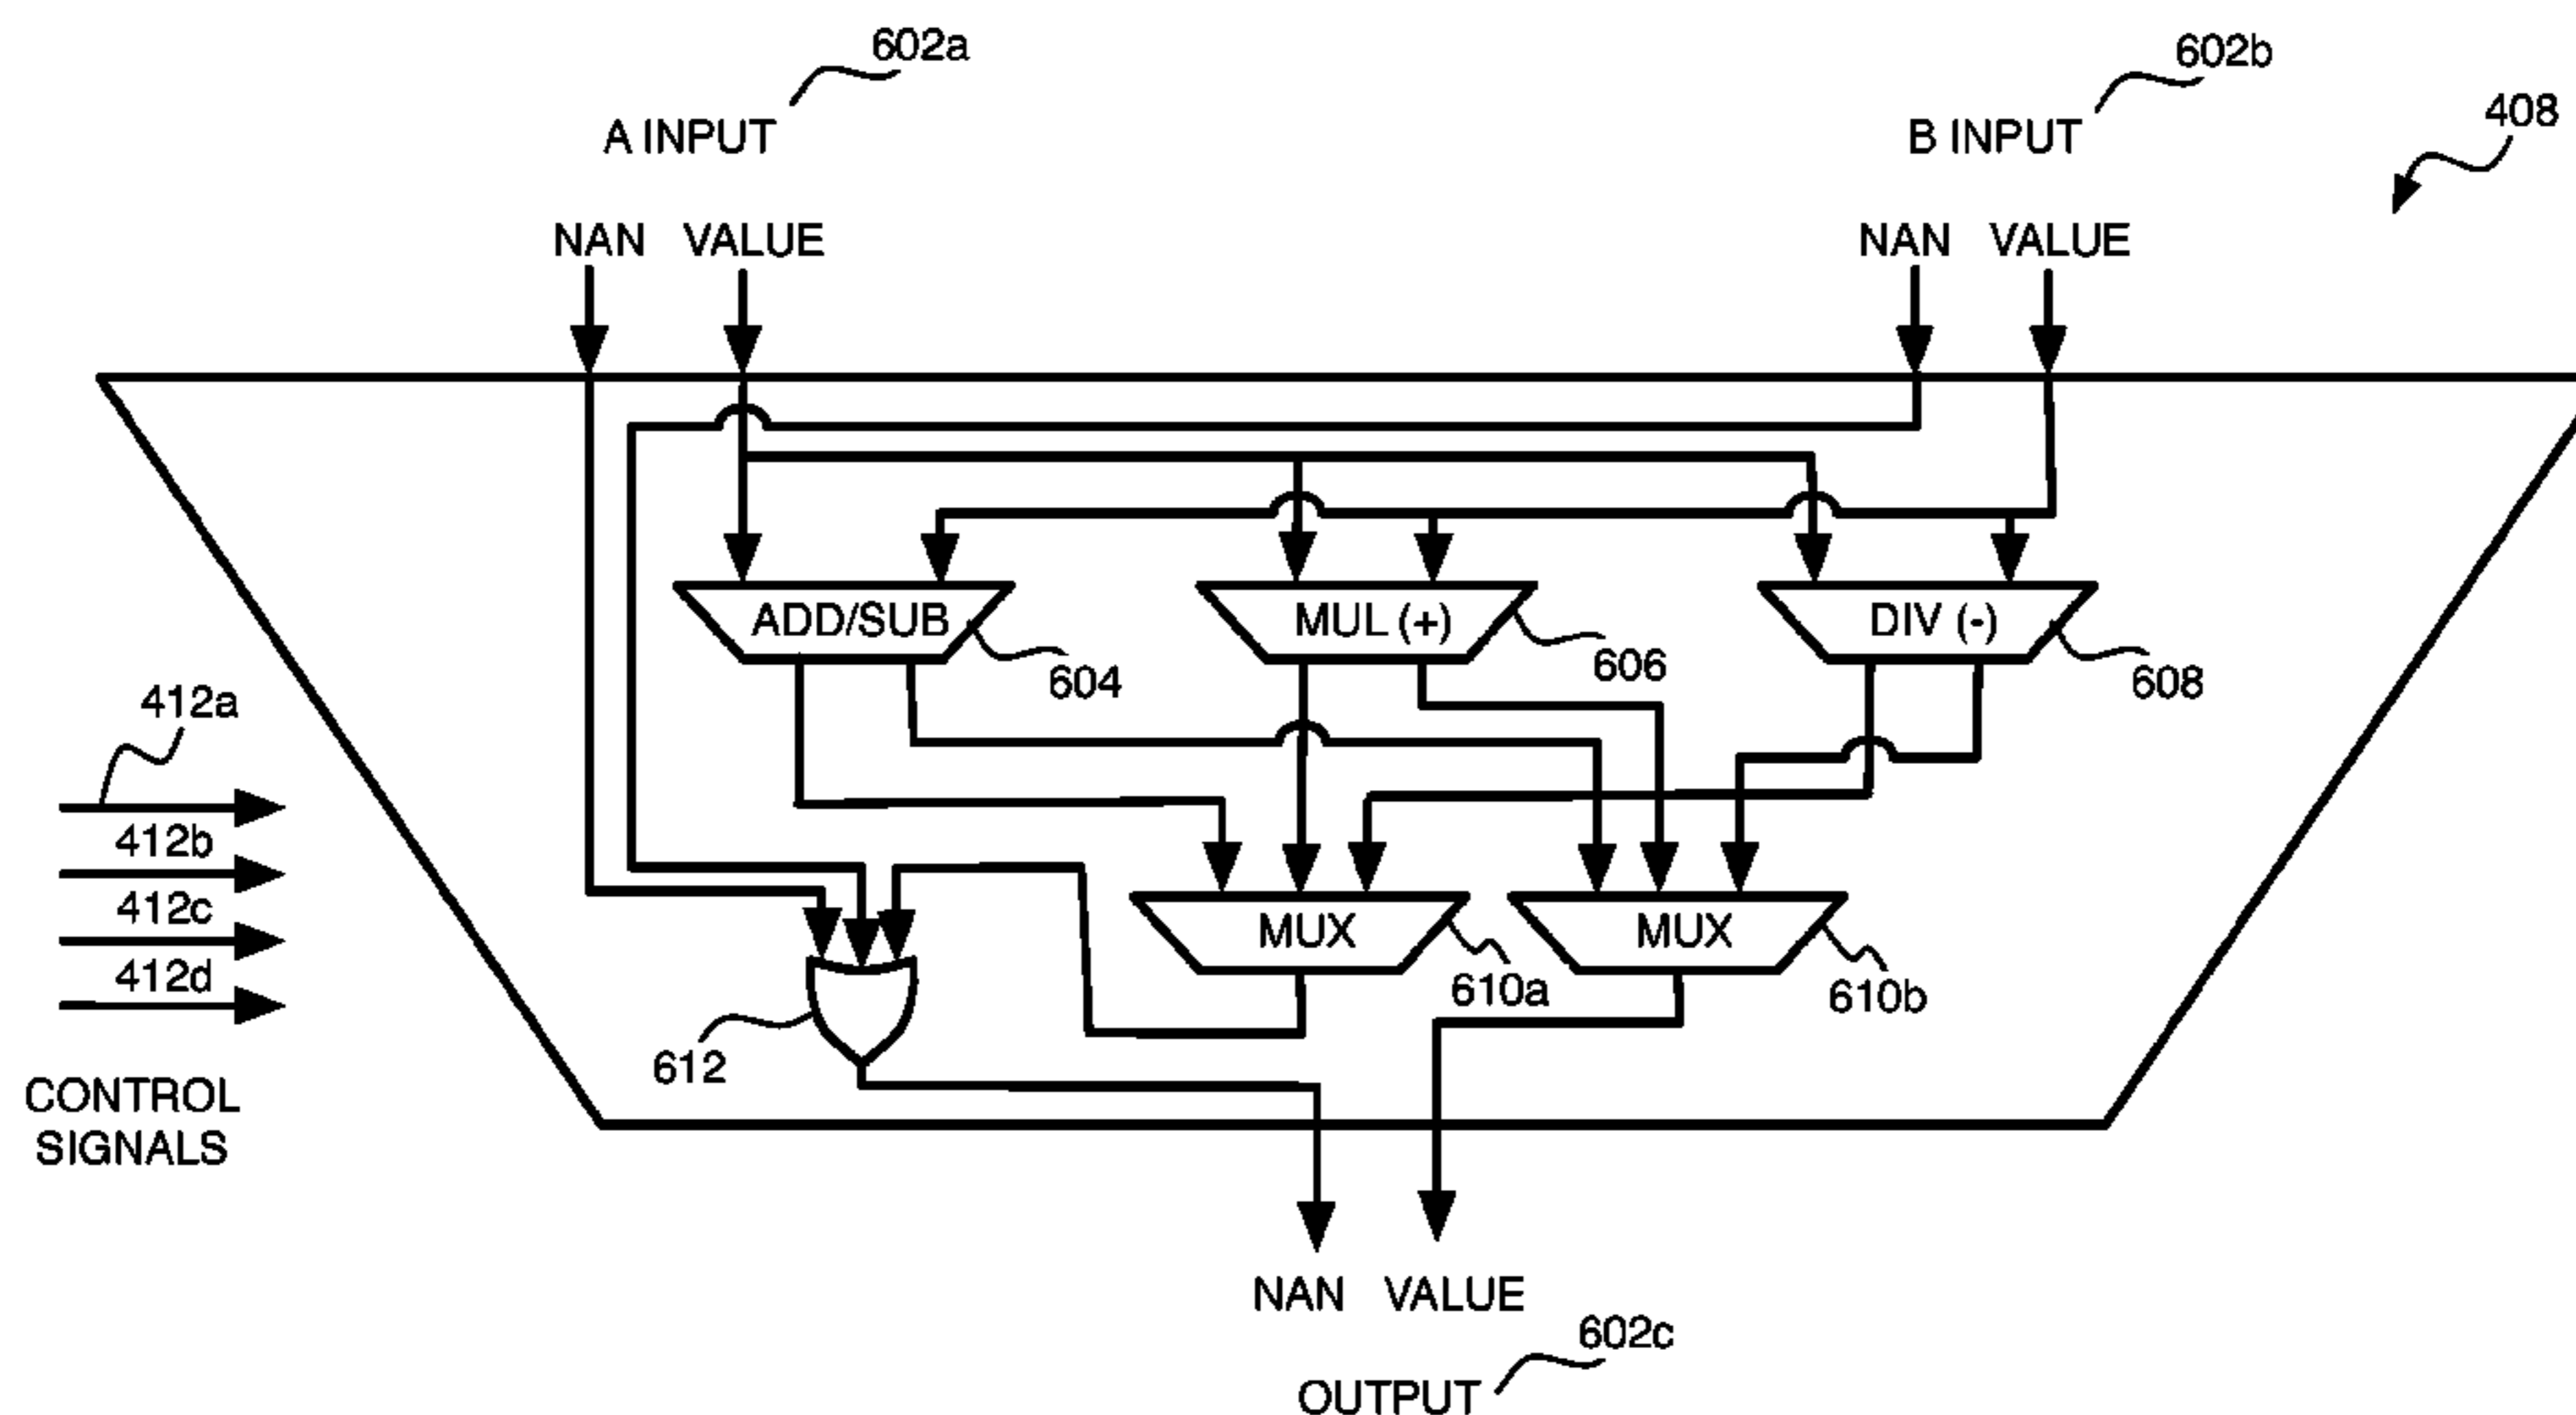 602a
602b
A INPUT
B INPUT
408
NAN VALUE
NAN VALUE
ADD/SUB
MUL (+)
DIV (-)
604
606
608
412a
412b
412c
412d
CONTROL
SIGNALS
MUX
MUX
610a
610b
612
NAN VALUE
602c
OUTPUT